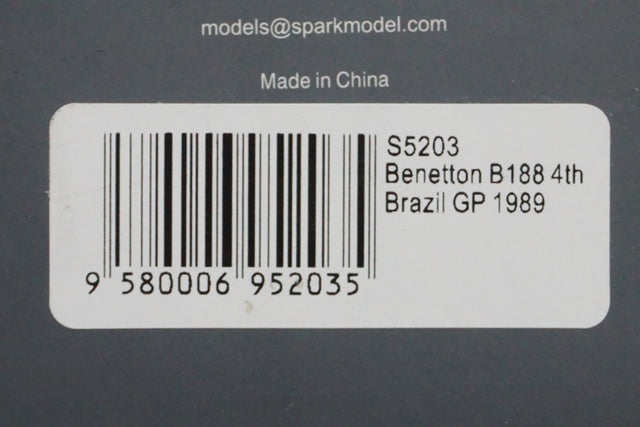 models@sparkmodel.com
Made in China
S5203
Benetton B188 4th
Brazil GP 1989
9 580006 952035